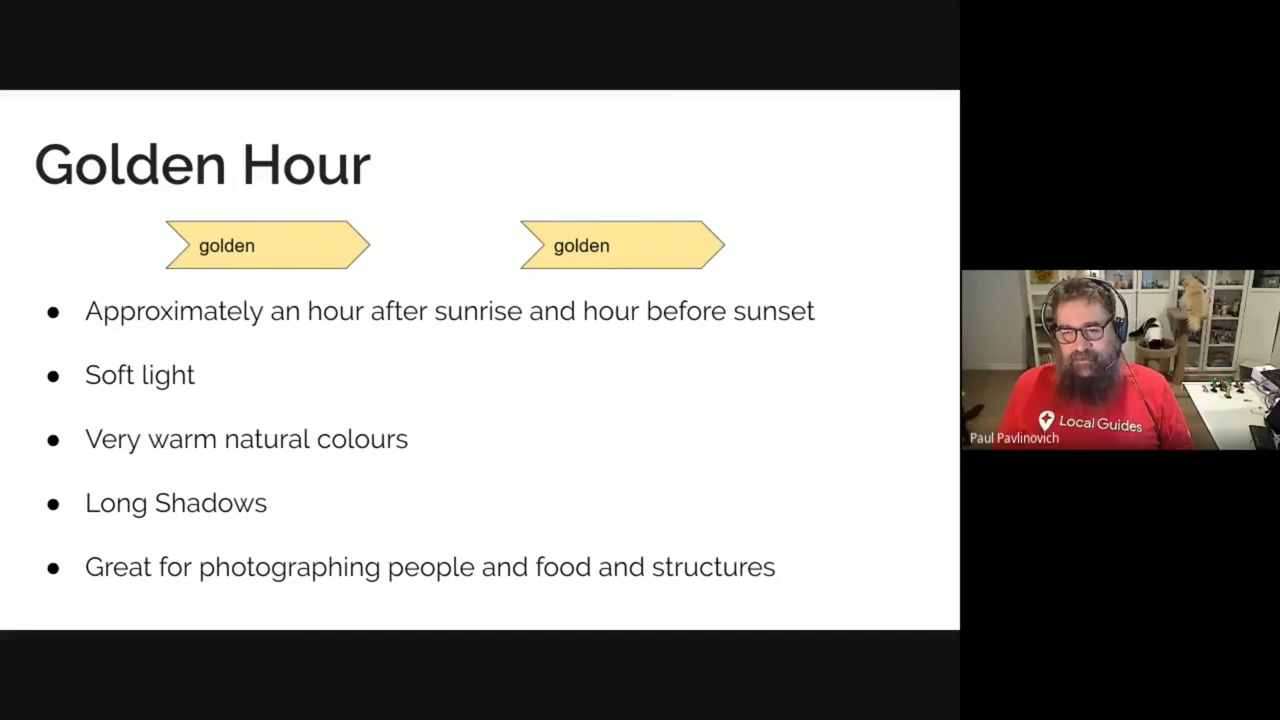 Golden Hour
golden
golden
● Approximately an hour after sunrise and hour before sunset
● Soft light
● Very warm natural colours
● Long Shadows
● Great for photographing people and food and structures
Local Guides
Paul Pavlinovich